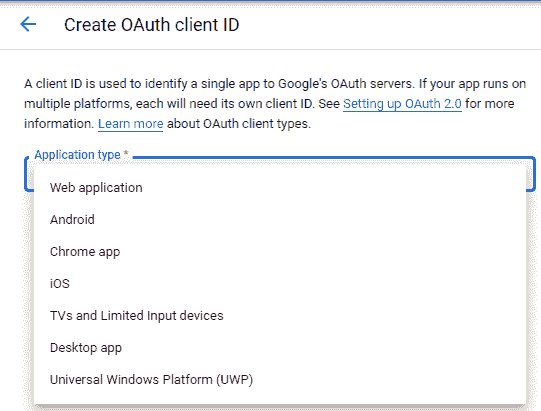 Create OAuth client ID
A client ID is used to identify a single app to Google's OAuth servers. If your app runs on
multiple platforms, each will need its own client ID. See Setting up OAuth 2.0 for more
information. Learn more about OAuth client types.
Application type *
Web application
Android
Chrome app
iOS
TVs and Limited Input devices
Desktop app
Universal Windows Platform (UWP)